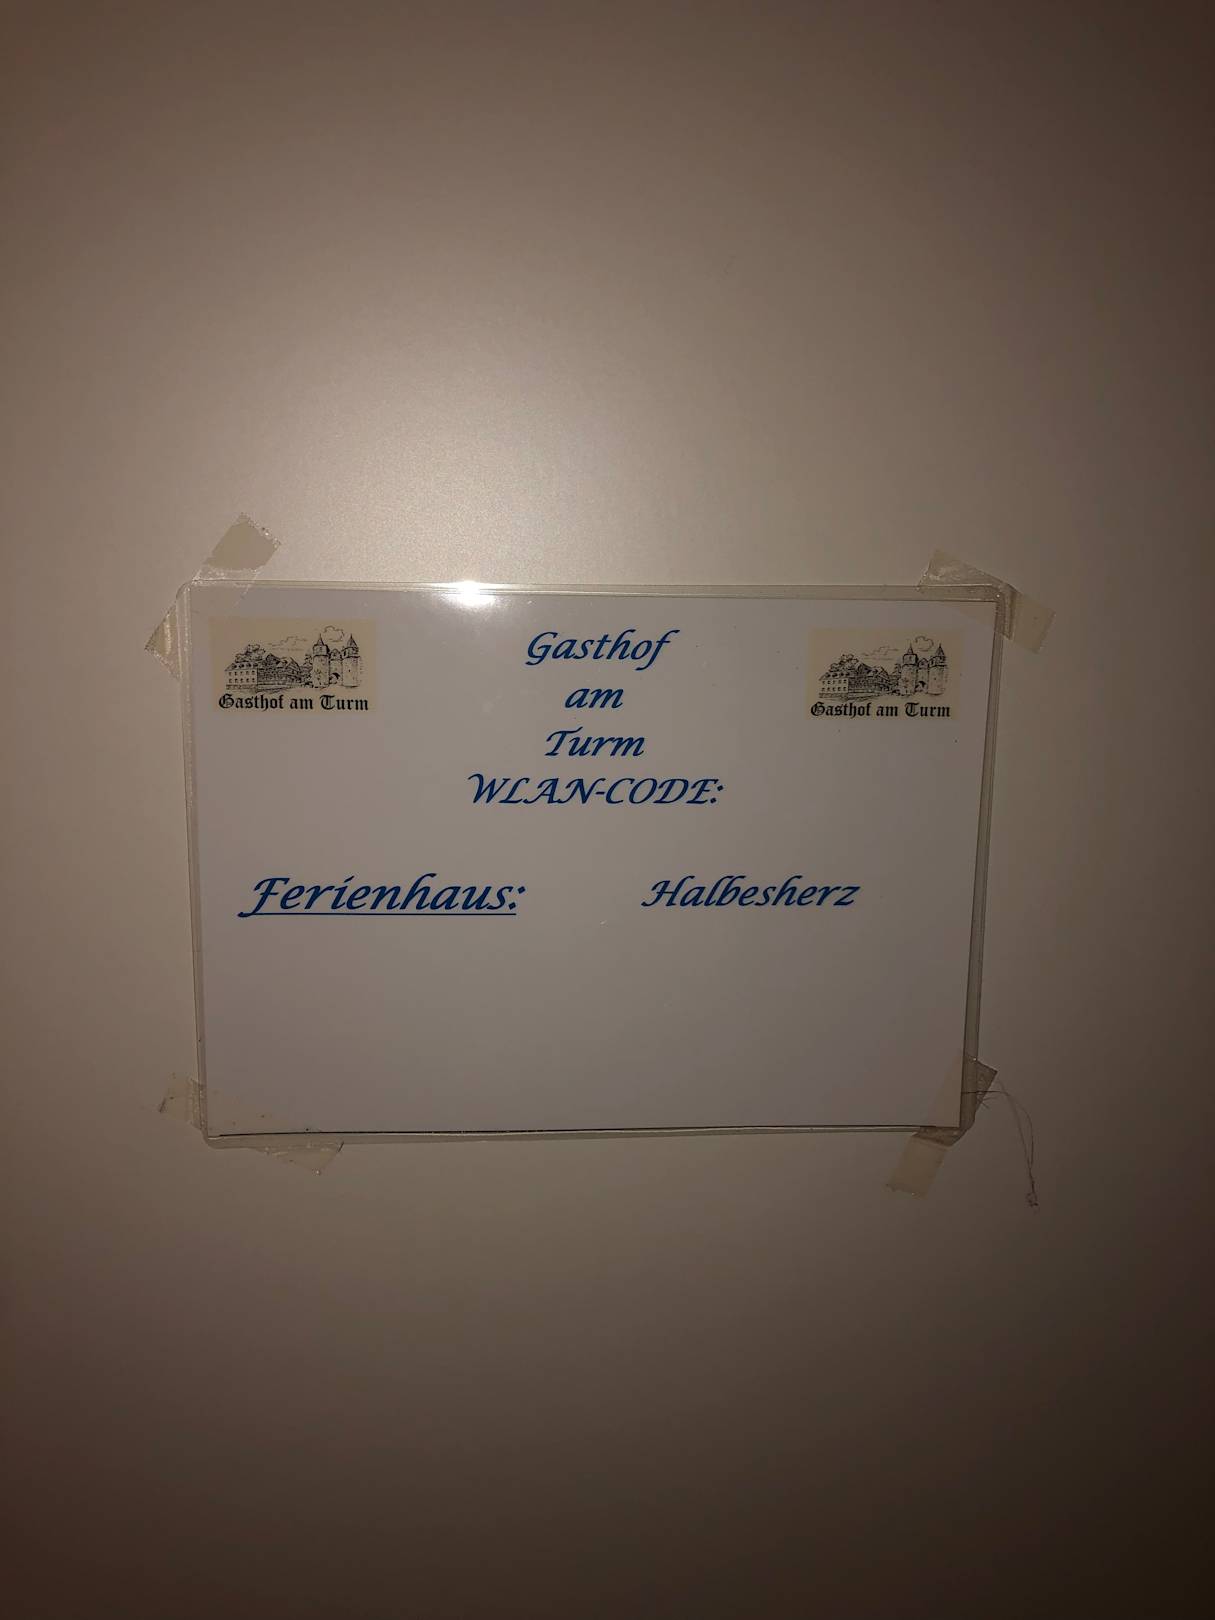 Gasthof am Turm
Gasthof
am
Turm
WLAN-CODE:
Gasthof am Turm
Ferienhaus: Halbesherz